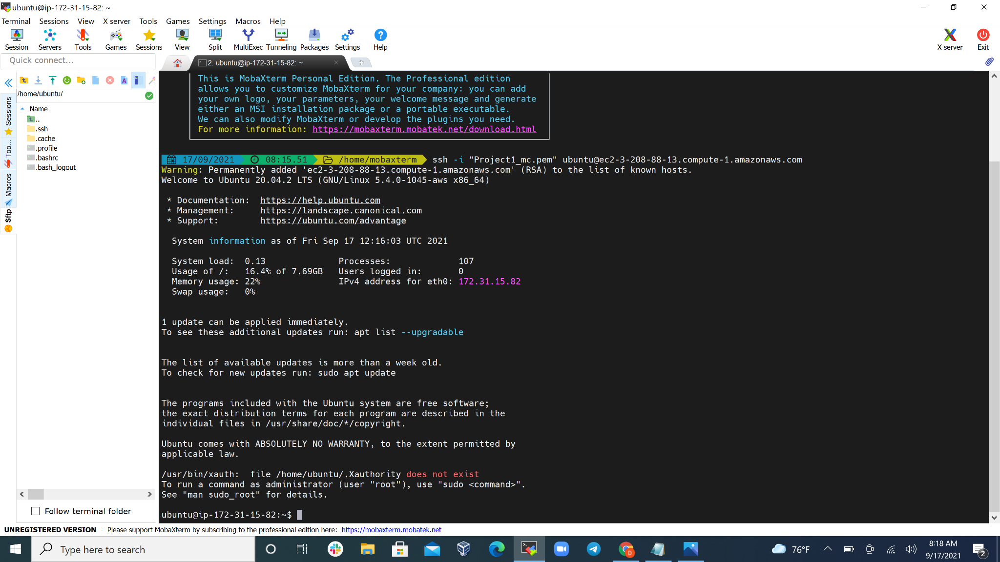 ubuntu@ip-172-31-15-82: ~
Terminal Sessions View X server Tools Games Settings Macros Help
Session Servers Tools Games Sessions View Split MultiExec Tunneling Packages Settings Help X server Exit
Quick connect...
2. ubuntu@ip-172-31-15-82: ~
/home/ubuntu/
Name
..
.ssh
.cache
.profile
.bashrc
.bash_logout
Sessions
Too...
Macros
Sftp
Follow terminal folder
This is MobaXterm Personal Edition. The Professional edition
allows you to customize MobaXterm for your company: you can add
your own logo, your parameters, your welcome message and generate
either an MSI installation package or a portable executable.
We can also modify MobaXterm or develop the plugins you need.
For more information: https://mobaxterm.mobatek.net/download.html
17/09/2021 08:15.51 /home/mobaxterm ssh -i "Project1_mc.pem" ubuntu@ec2-3-208-88-13.compute-1.amazonaws.com
Warning: Permanently added 'ec2-3-208-88-13.compute-1.amazonaws.com' (RSA) to the list of known hosts.
Welcome to Ubuntu 20.04.2 LTS (GNU/Linux 5.4.0-1045-aws x86_64)
* Documentation: https://help.ubuntu.com
* Management: https://landscape.canonical.com
* Support: https://ubuntu.com/advantage
System information as of Fri Sep 17 12:16:03 UTC 2021
System load: 0.13 Processes: 107
Usage of /: 16.4% of 7.69GB Users logged in: 0
Memory usage: 22% IPv4 address for eth0: 172.31.15.82
Swap usage: 0%
1 update can be applied immediately.
To see these additional updates run: apt list --upgradable
The list of available updates is more than a week old.
To check for new updates run: sudo apt update
The programs included with the Ubuntu system are free software;
the exact distribution terms for each program are described in the
individual files in /usr/share/doc/*/copyright.
Ubuntu comes with ABSOLUTELY NO WARRANTY, to the extent permitted by
applicable law.
/usr/bin/xauth: file /home/ubuntu/.Xauthority does not exist
To run a command as administrator (user "root"), use "sudo <command>".
See "man sudo_root" for details.
ubuntu@ip-172-31-15-82:~$
UNREGISTERED VERSION - Please support MobaXterm by subscribing to the professional edition here: https://mobaxterm.mobatek.net
Type here to search
D
76°F
8:18 AM
9/17/2021
2